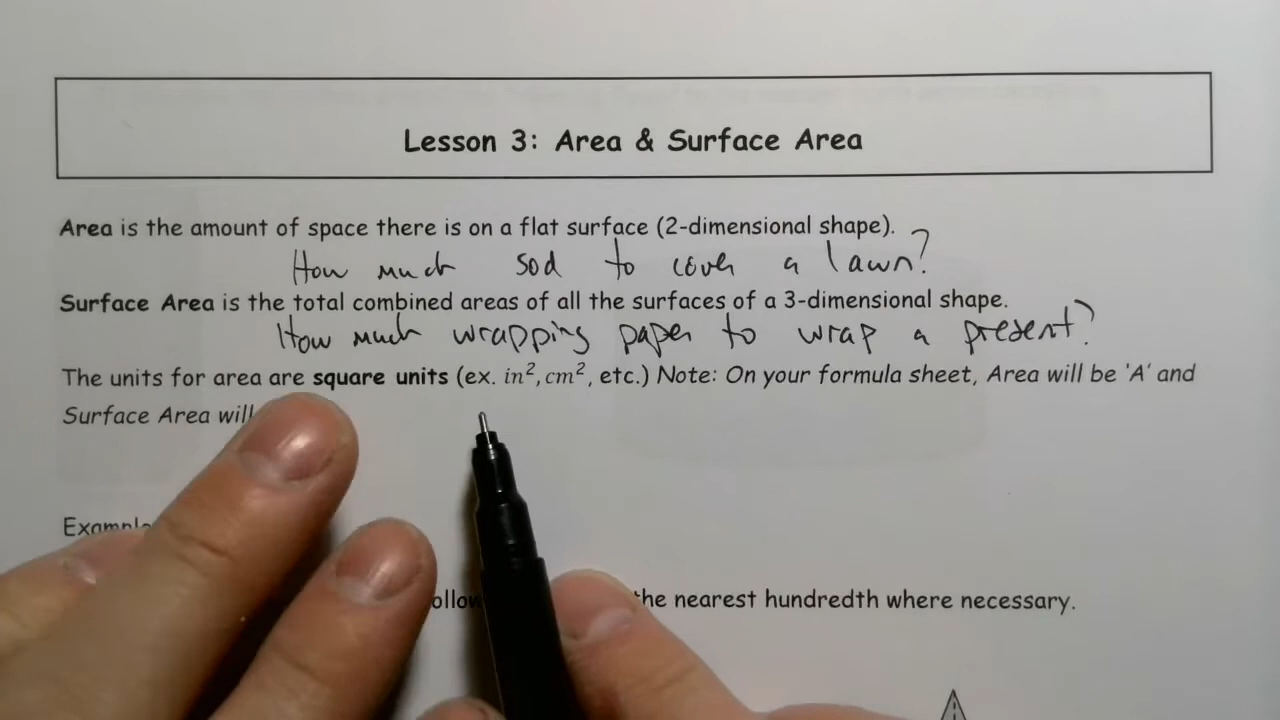 Lesson 3: Area & Surface Area
Area is the amount of space there is on a flat surface (2-dimensional shape).
How much sod to cover a lawn?
Surface Area is the total combined areas of all the surfaces of a 3-dimensional shape.
How much wrapping paper to wrap a present?
The units for area are square units (ex. in², cm², etc.) Note: On your formula sheet, Area will be 'A' and
Surface Area will
the nearest hundredth where necessary.